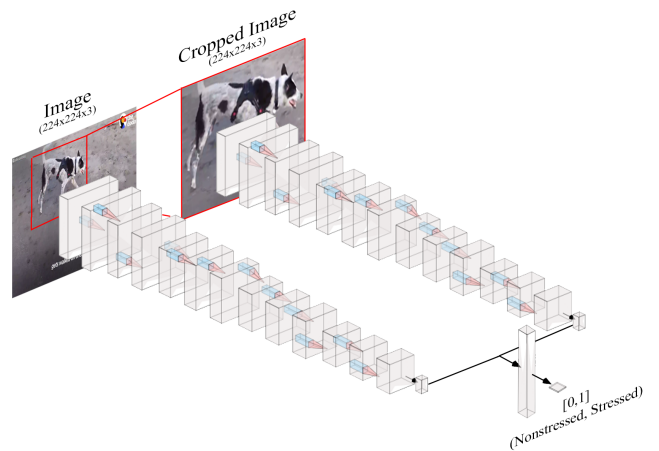 Cropped Image
(224x224x3)
Image
(224x224x3)
[0,1]
(Nonstressed, Stressed)